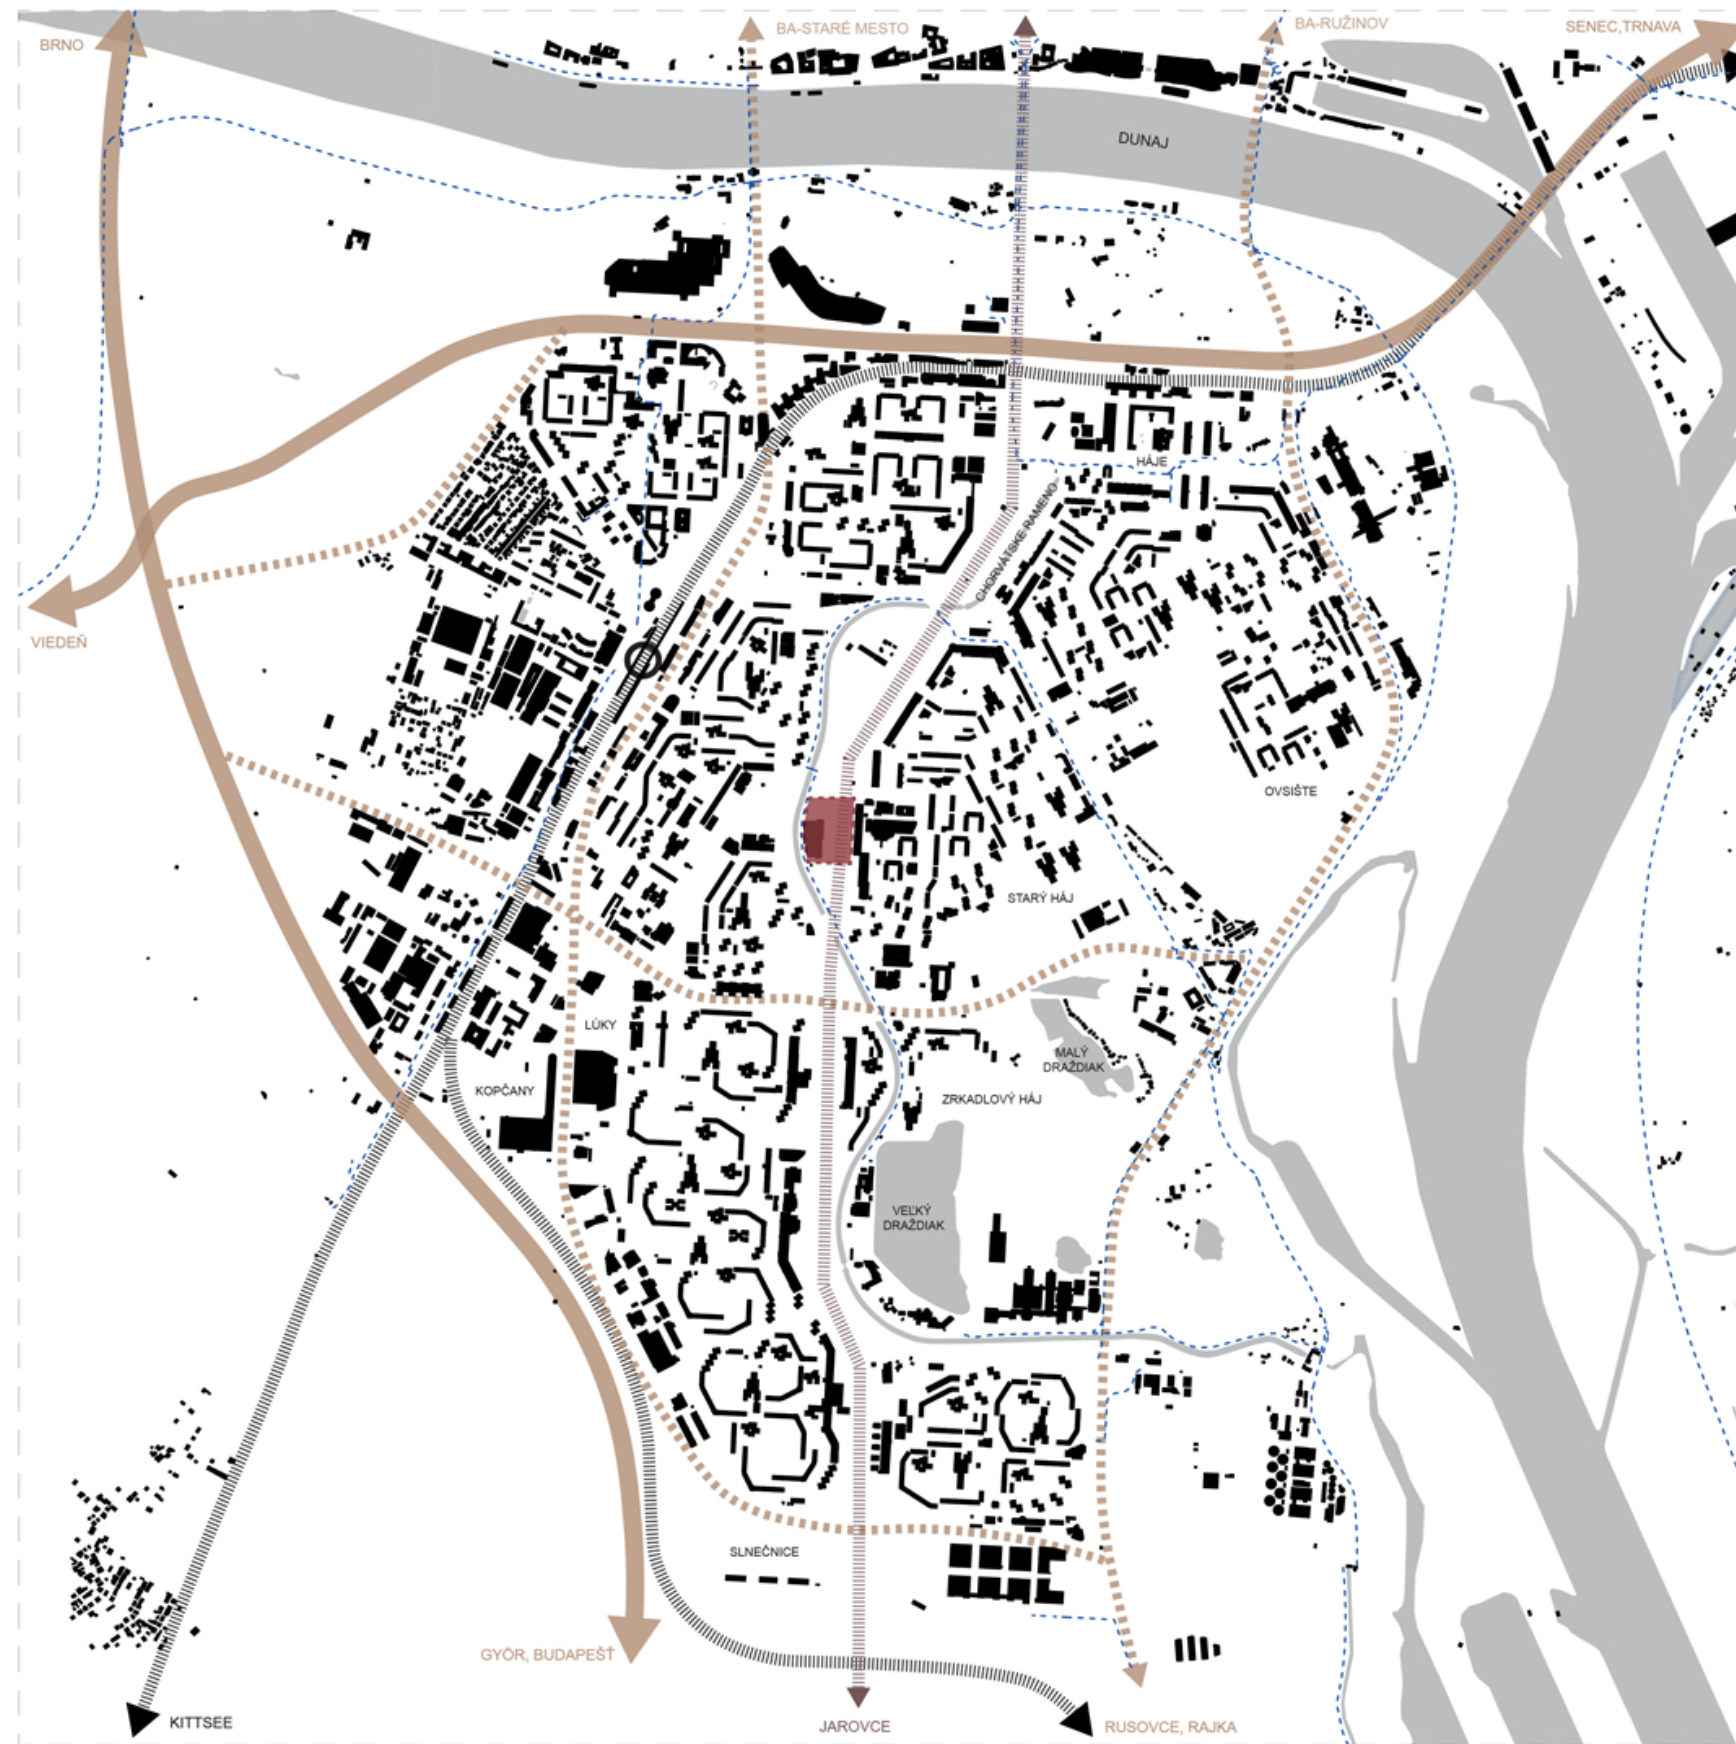 BRNO
BA-STARÉ MESTO
BA-RUŽINOV
SENEC,TRNAVA
DUNAJ
HÁJE
CHORVÁTSKE RAMENO
VIEDEŇ
OVSIŠTE
STARÝ HÁJ
LÚKY
MALÝ
DRAŽDIAK
KOPČANY
ZRKADLOVÝ HÁJ
VEĽKÝ
DRAŽDIAK
SLNEČNICE
GYÖR, BUDAPEŠŤ
KITTSEE
JAROVCE
RUSOVCE, RAJKA